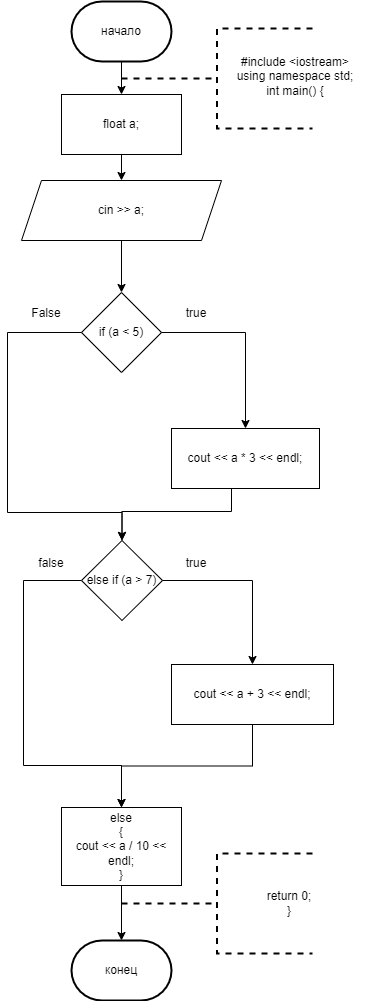 начало
#include <iostream>
using namespace std;
int main() {
float a;
cin >> a;
False
true
if (a < 5)
cout << a * 3 << endl;
false
true
else if (a > 7)
cout << a + 3 << endl;
else
{
cout << a / 10 <<
endl;
}
return 0;
}
конец